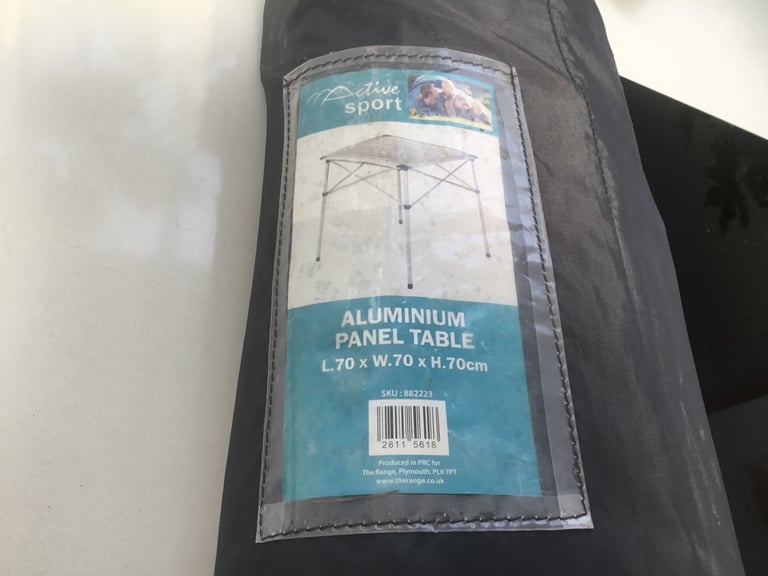 Active
sport
ALUMINIUM
PANEL TABLE
L.70 x W.70 x H.70cm
SKU : 882223
2811 5618
Produced in PRC for
The Range, Plymouth, PL6 7PT
www.therange.co.uk